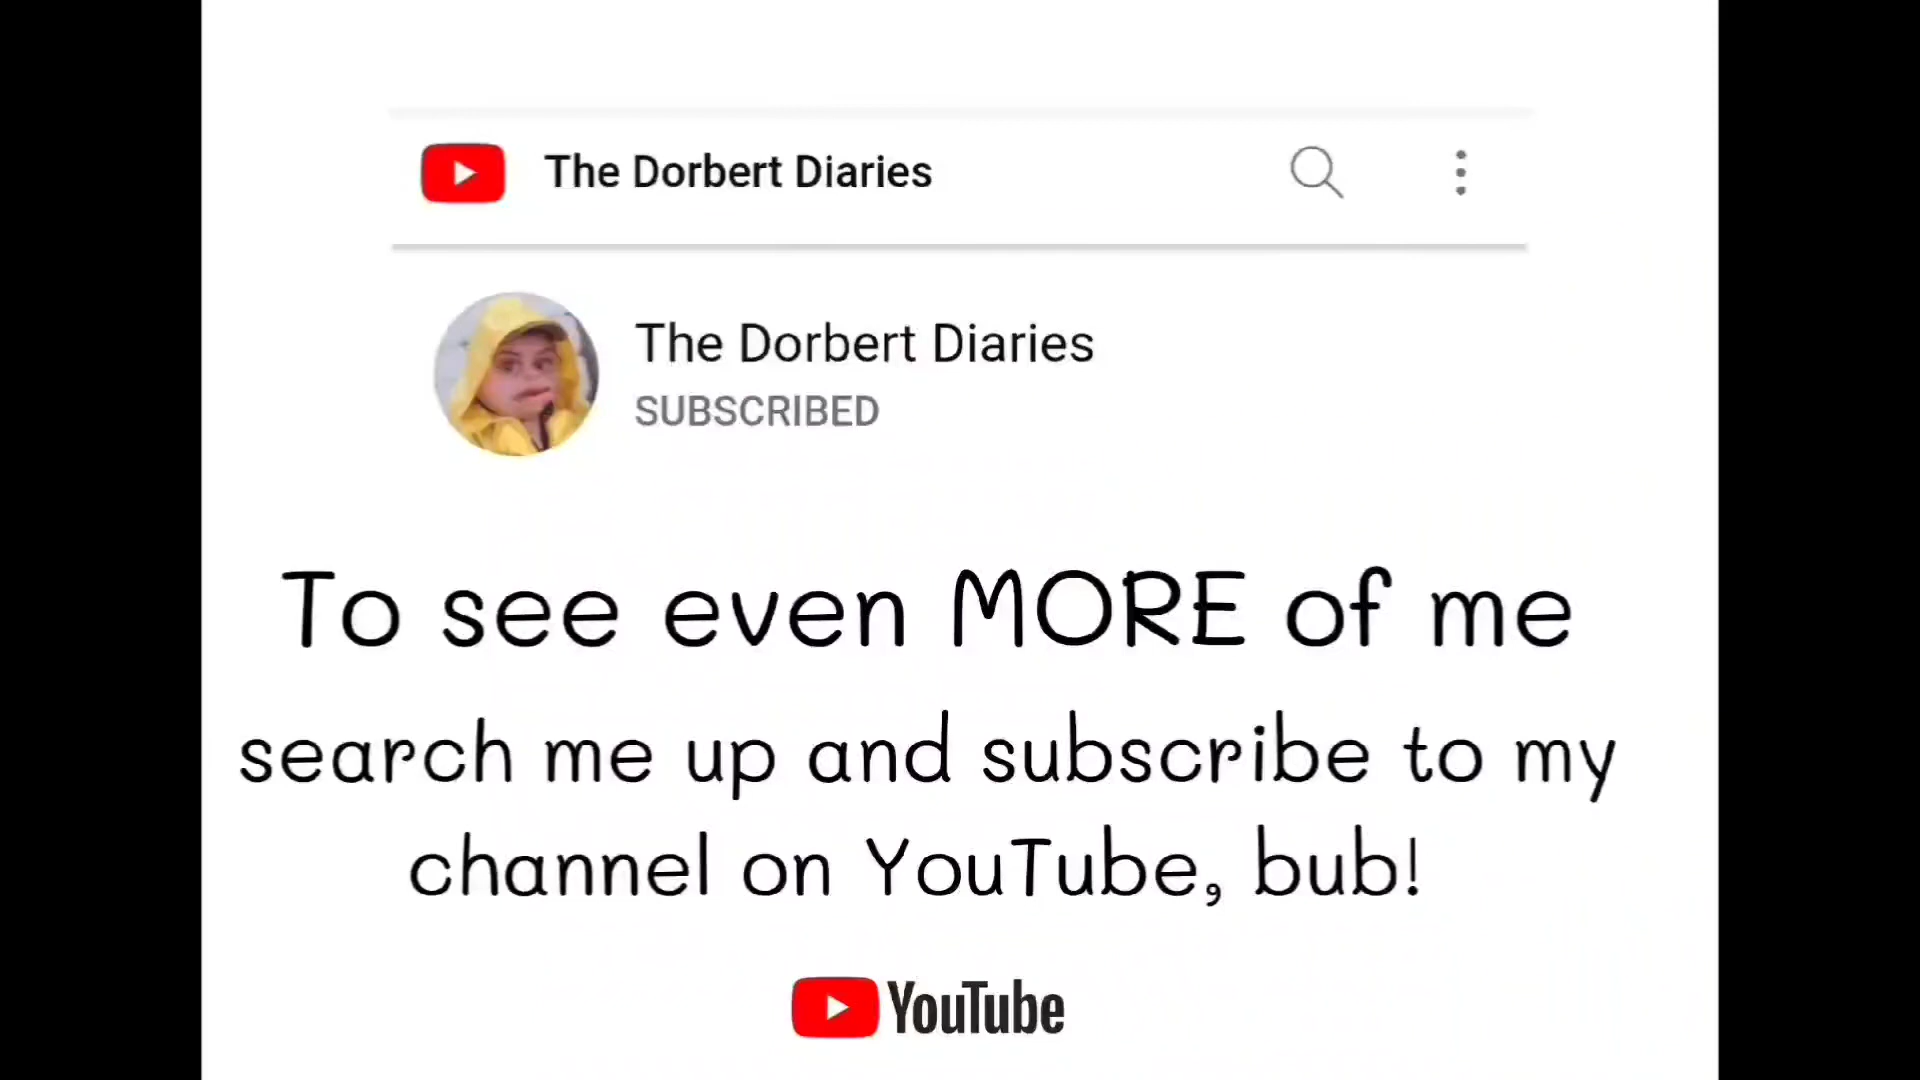 The Dorbert Diaries
The Dorbert Diaries
SUBSCRIBED
To see even MORE of me
search me up and subscribe to my
channel on YouTube, bub!
YouTube